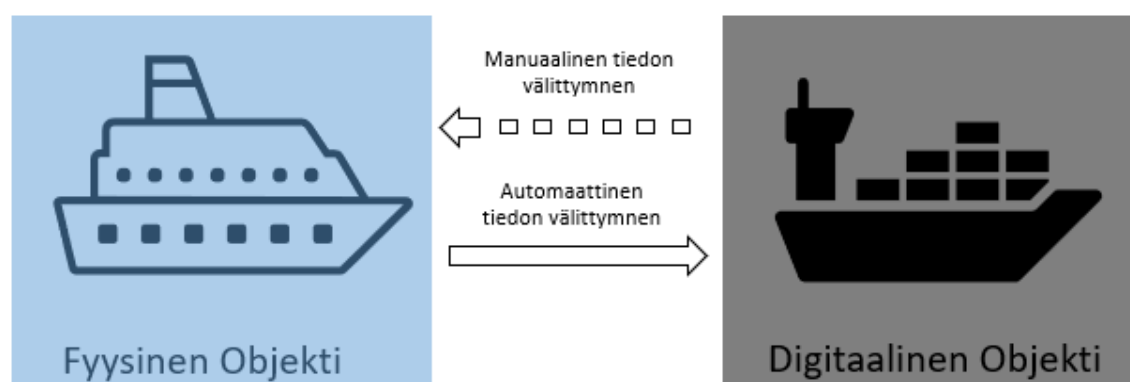 Manuaalinen tiedon
välittymnen
Automaattinen
tiedon välittymnen
Fyysinen Objekti
Digitaalinen Objekti